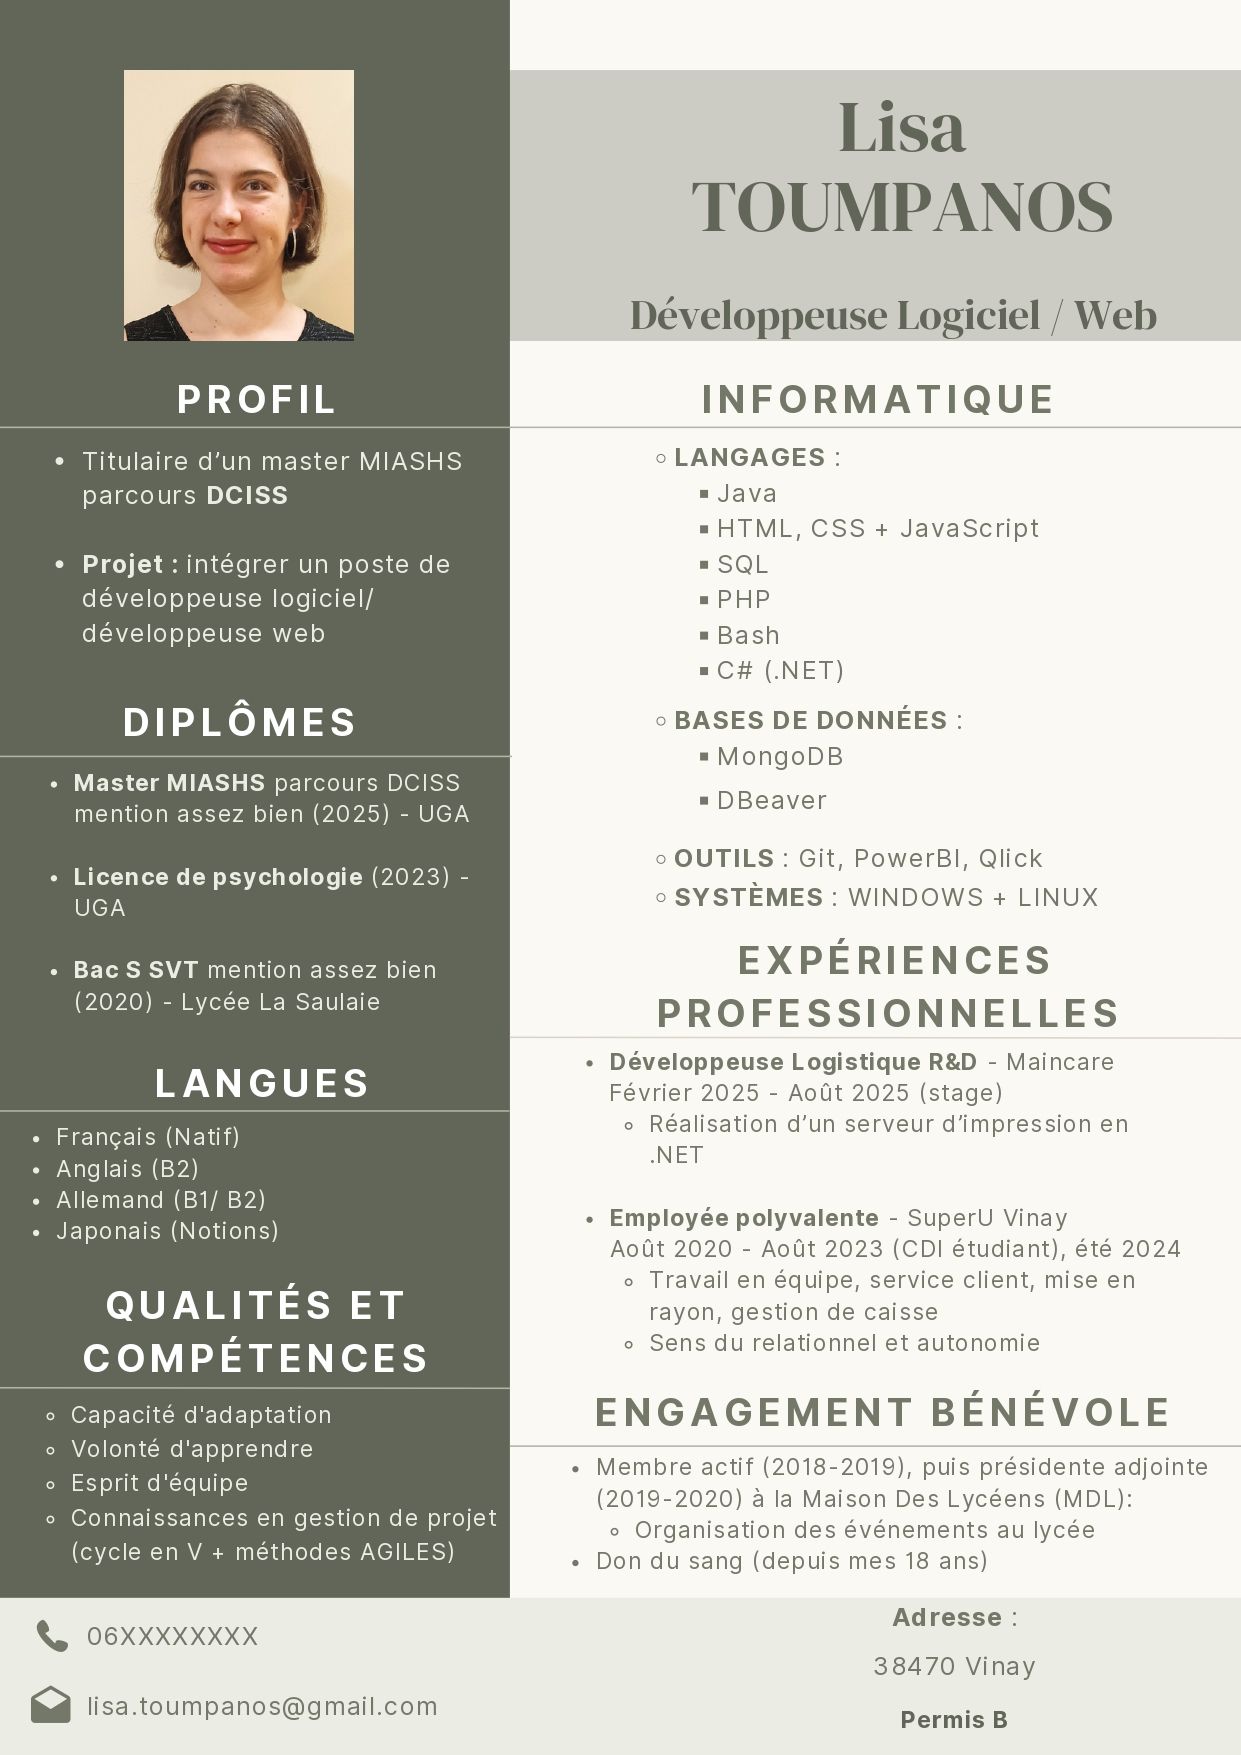 Lisa
TOUMPANOS
Développeuse Logiciel / Web
PROFIL
• Titulaire d’un master MIASHS
parcours DCISS
• Projet : intégrer un poste de
développeuse logiciel/
développeuse web
DIPLÔMES
• Master MIASHS parcours DCISS
mention assez bien (2025) - UGA
• Licence de psychologie (2023) -
UGA
• Bac S SVT mention assez bien
(2020) - Lycée La Saulaie
LANGUES
• Français (Natif)
• Anglais (B2)
• Allemand (B1/ B2)
• Japonais (Notions)
QUALITÉS ET
COMPÉTENCES
◦ Capacité d'adaptation
◦ Volonté d'apprendre
◦ Esprit d'équipe
◦ Connaissances en gestion de projet
(cycle en V + méthodes AGILES)
INFORMATIQUE
◦ LANGAGES :
▪ Java
▪ HTML, CSS + JavaScript
▪ SQL
▪ PHP
▪ Bash
▪ C# (.NET)
◦ BASES DE DONNÉES :
▪ MongoDB
▪ DBeaver
◦ OUTILS : Git, PowerBI, Qlick
◦ SYSTÈMES : WINDOWS + LINUX
EXPÉRIENCES
PROFESSIONNELLES
• Développeuse Logistique R&D - Maincare
Février 2025 - Août 2025 (stage)
◦ Réalisation d’un serveur d’impression en
.NET
• Employée polyvalente - SuperU Vinay
Août 2020 - Août 2023 (CDI étudiant), été 2024
◦ Travail en équipe, service client, mise en
rayon, gestion de caisse
◦ Sens du relationnel et autonomie
ENGAGEMENT BÉNÉVOLE
• Membre actif (2018-2019), puis présidente adjointe
(2019-2020) à la Maison Des Lycéens (MDL):
◦ Organisation des événements au lycée
• Don du sang (depuis mes 18 ans)
06XXXXXXXX
lisa.toumpanos@gmail.com
Adresse :
38470 Vinay
Permis B